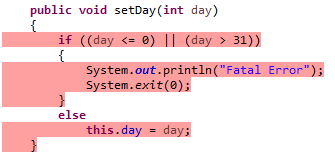 public void setDay(int day)
{
if ((day <= 0) || (day > 31))
{
System.out.println("Fatal Error");
System.exit(0);
}
else
this.day = day;
}